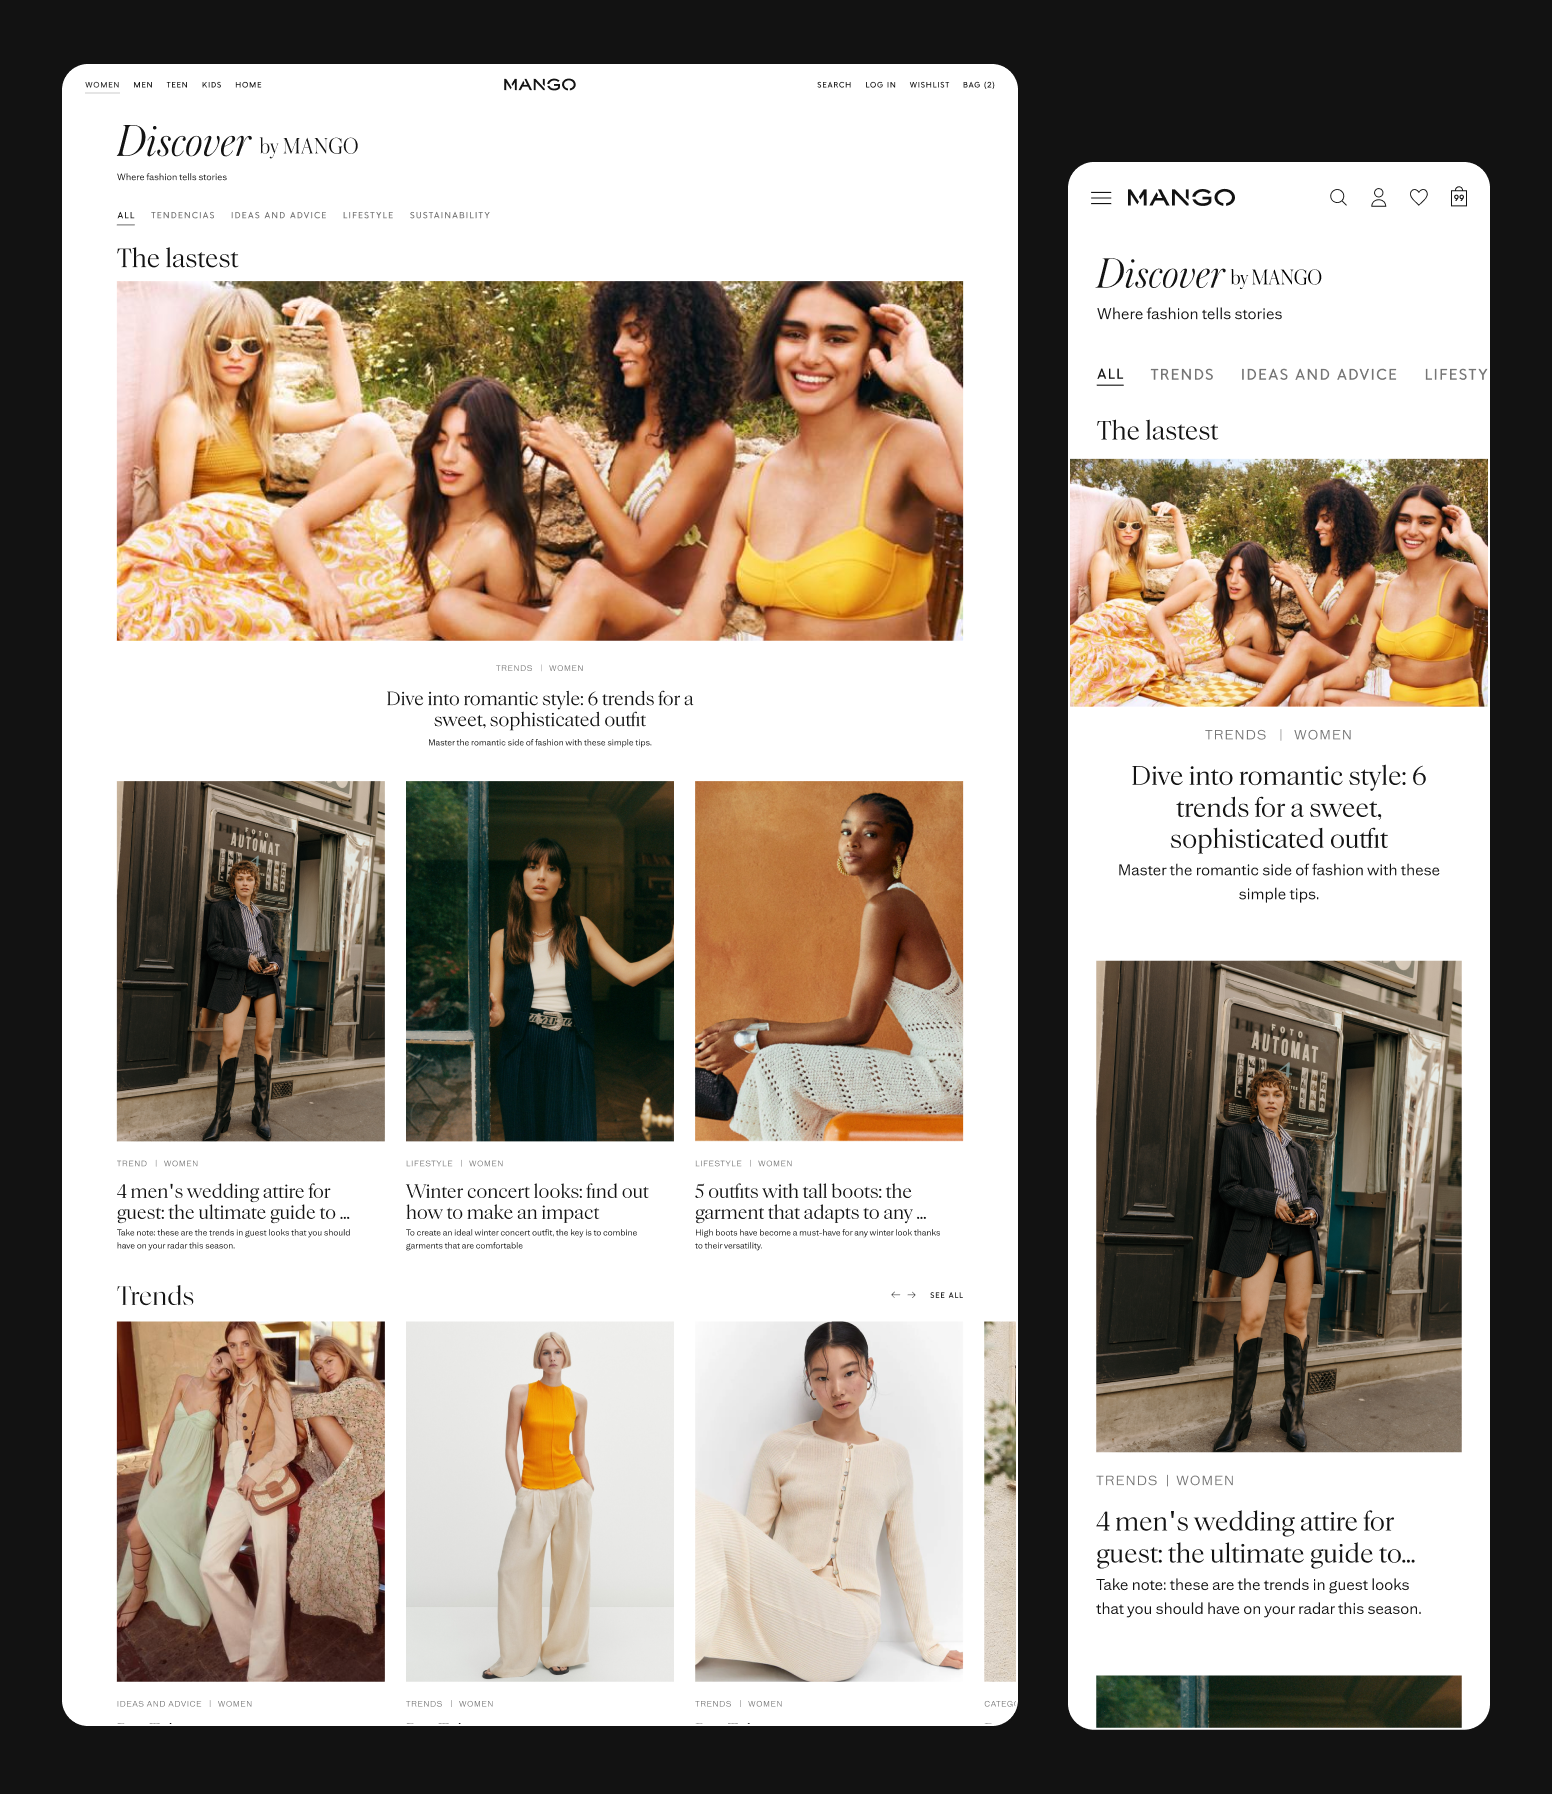 WOMEN MEN TEEN KIDS HOME MANGO SEARCH LOG IN WISHLIST BAG (2)
Discover by MANGO
Where fashion tells stories
ALL TENDENCIAS IDEAS AND ADVICE LIFESTYLE SUSTAINABILITY
The lastest
TRENDS | WOMEN
Dive into romantic style: 6 trends for a
sweet, sophisticated outfit
Master the romantic side of fashion with these simple tips.
FOTO
AUTOMAT
TREND | WOMEN
4 men's wedding attire for
guest: the ultimate guide to ...
Take note: these are the trends in guest looks that you should
have on your radar this season.
LIFESTYLE | WOMEN
Winter concert looks: find out
how to make an impact
To create an ideal winter concert outfit, the key is to combine
garments that are comfortable
LIFESTYLE | WOMEN
5 outfits with tall boots: the
garment that adapts to any ...
High boots have become a must-have for any winter look thanks
to their versatility.
Trends
← → SEE ALL
IDEAS AND ADVICE | WOMEN
TRENDS | WOMEN
TRENDS | WOMEN
MANGO 99
Discover by MANGO
Where fashion tells stories
ALL TRENDS IDEAS AND ADVICE LIFESTY
The lastest
TRENDS | WOMEN
Dive into romantic style: 6
trends for a sweet,
sophisticated outfit
Master the romantic side of fashion with these
simple tips.
FOTO
AUTOMAT
TRENDS | WOMEN
4 men's wedding attire for
guest: the ultimate guide to...
Take note: these are the trends in guest looks
that you should have on your radar this season.